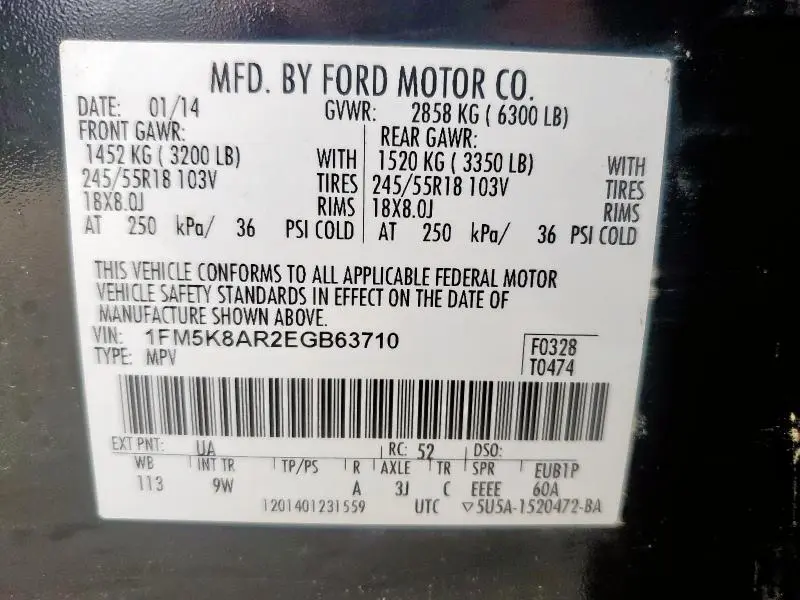 MFD. BY FORD MOTOR CO.
DATE: 01/14 GVWR: 2858 KG ( 6300 LB)
FRONT GAWR: REAR GAWR:
1452 KG ( 3200 LB) WITH 1520 KG ( 3350 LB) WITH
245/55R18 103V TIRES 245/55R18 103V TIRES
18X8.0J RIMS 18X8.0J RIMS
AT 250 kPa/ 36 PSI COLD AT 250 kPa/ 36 PSI COLD
THIS VEHICLE CONFORMS TO ALL APPLICABLE FEDERAL MOTOR
VEHICLE SAFETY STANDARDS IN EFFECT ON THE DATE OF
MANUFACTURE SHOWN ABOVE.
VIN: 1FM5K8AR2EGB63710
TYPE: MPV
F0328
T0474
EXT PNT: UA RC: 52 DSO:
WB INT TR TP/PS R AXLE TR SPR EUB1P
113 9W A 3J C EEEE 60A
1201401231559 UTC ▽5U5A-1520472-BA